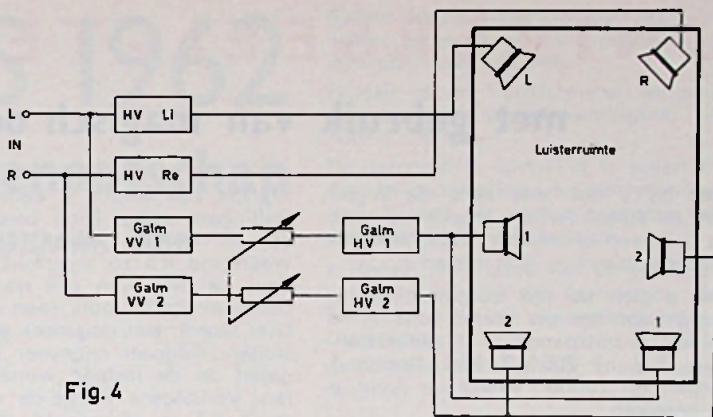 L
IN
R
HV Li
HV Re
Galm
VV 1
Galm
VV 2
Galm
HV 1
Galm
HV 2
L
R
Luisterruimte
1
2
2
1
Fig. 4